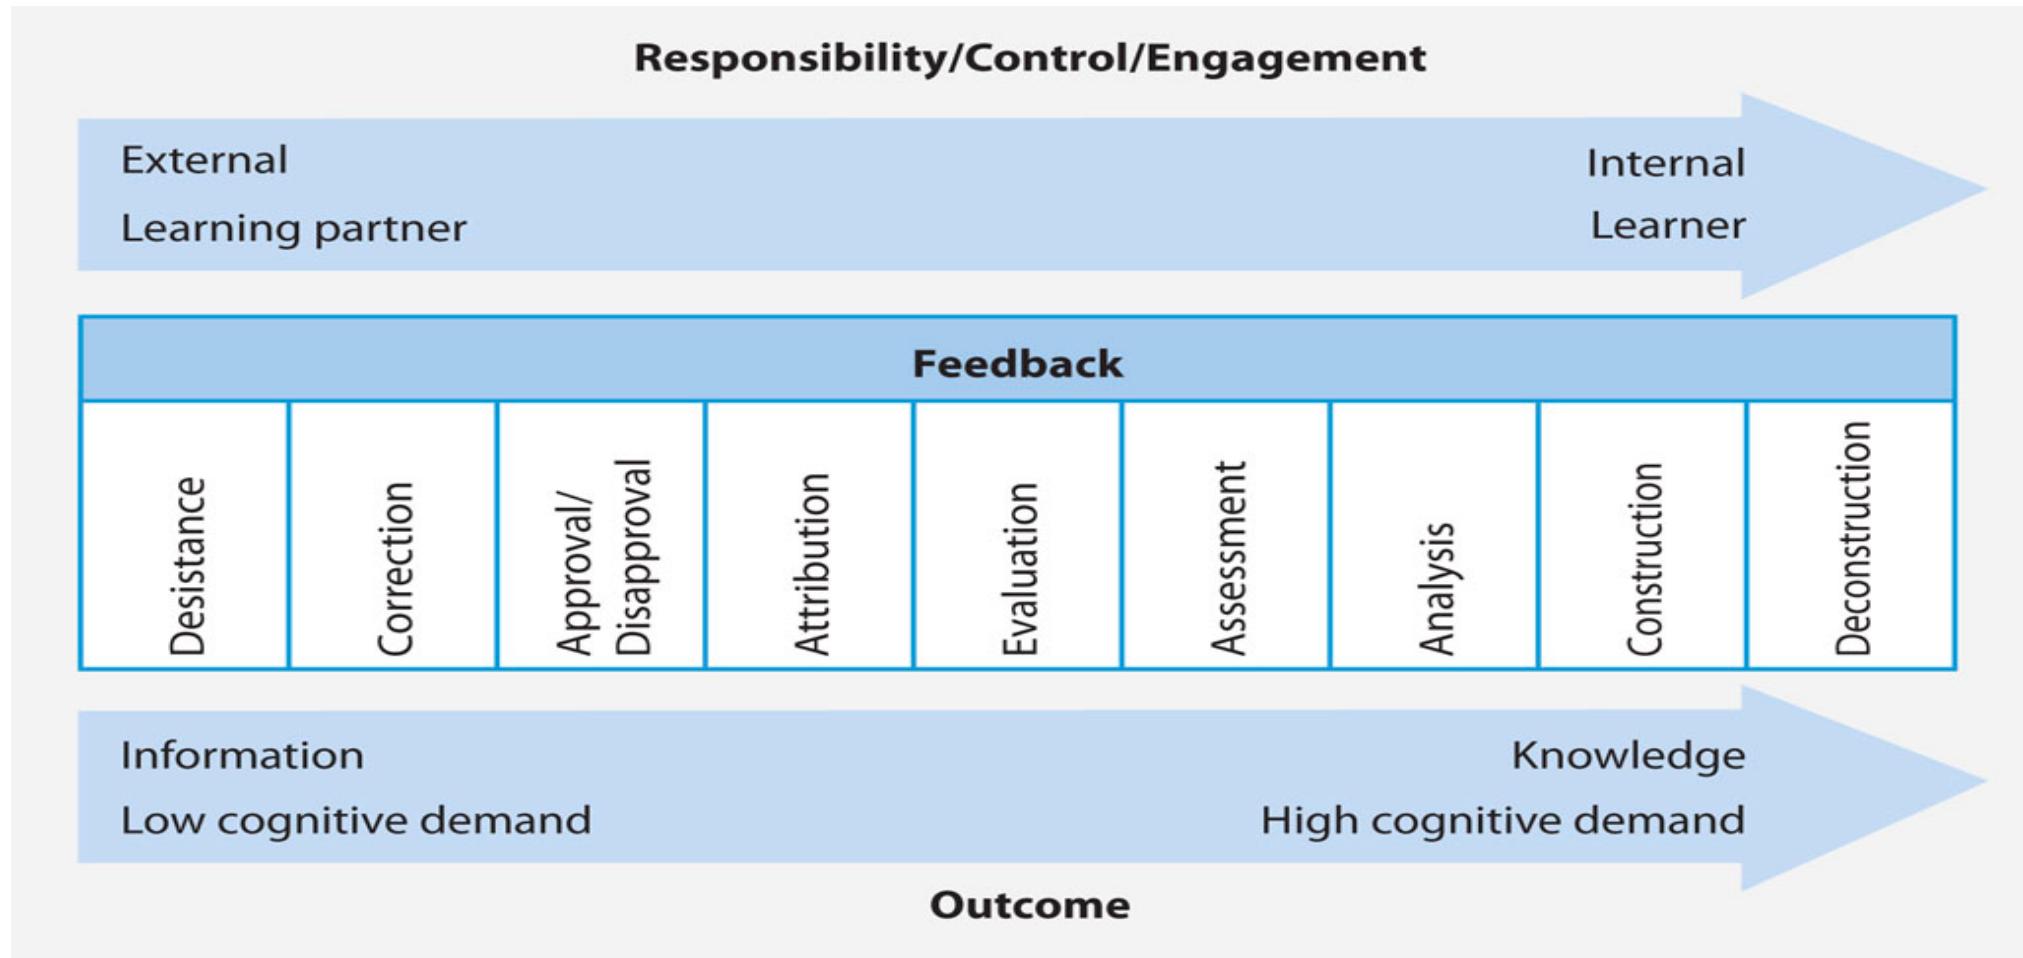 Responsibility/Control/Engagement
External
Internal
Learning partner
Learner
Feedback
Desistance
Correction
Approval/
Disapproval
Attribution
Evaluation
Assessment
Analysis
Construction
Deconstruction
Information
Knowledge
Low cognitive demand
High cognitive demand
Outcome